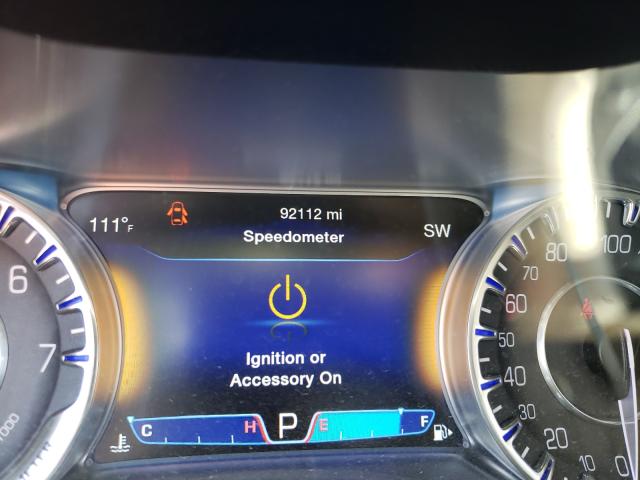 92112 mi
111°F
Speedometer
SW
Ignition or
Accessory On
C
H
P
E
F
6
7
100
80
70
60
50
40
30
20
10
0